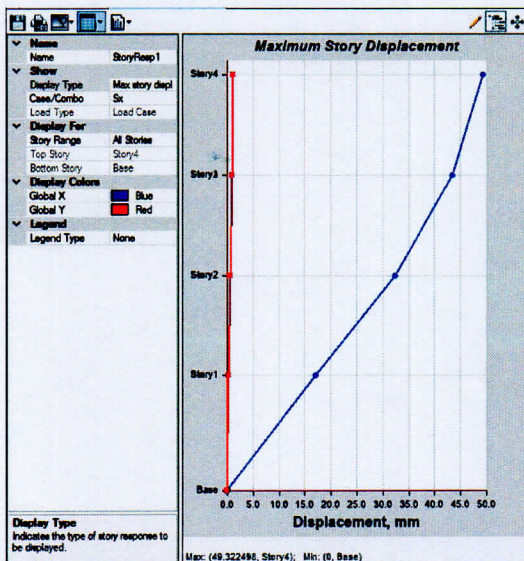 Name
Name StoryResp1
Show
Display Type Max story displ
Case/Combo Sx
Load Type Load Case
Display For
Story Range All Stories
Top Story Story4
Bottom Story Base
Display Colors
Global X Blue
Global Y Red
Legend
Legend Type None
Display Type
Indicates the type of story response to
be displayed.
Maximum Story Displacement
Story4
Story3
Story2
Story1
Base
0.0 5.0 10.0 15.0 20.0 25.0 30.0 35.0 40.0 45.0 50.0
Displacement, mm
Max: (49.322498, Story4); Min: (0, Base)